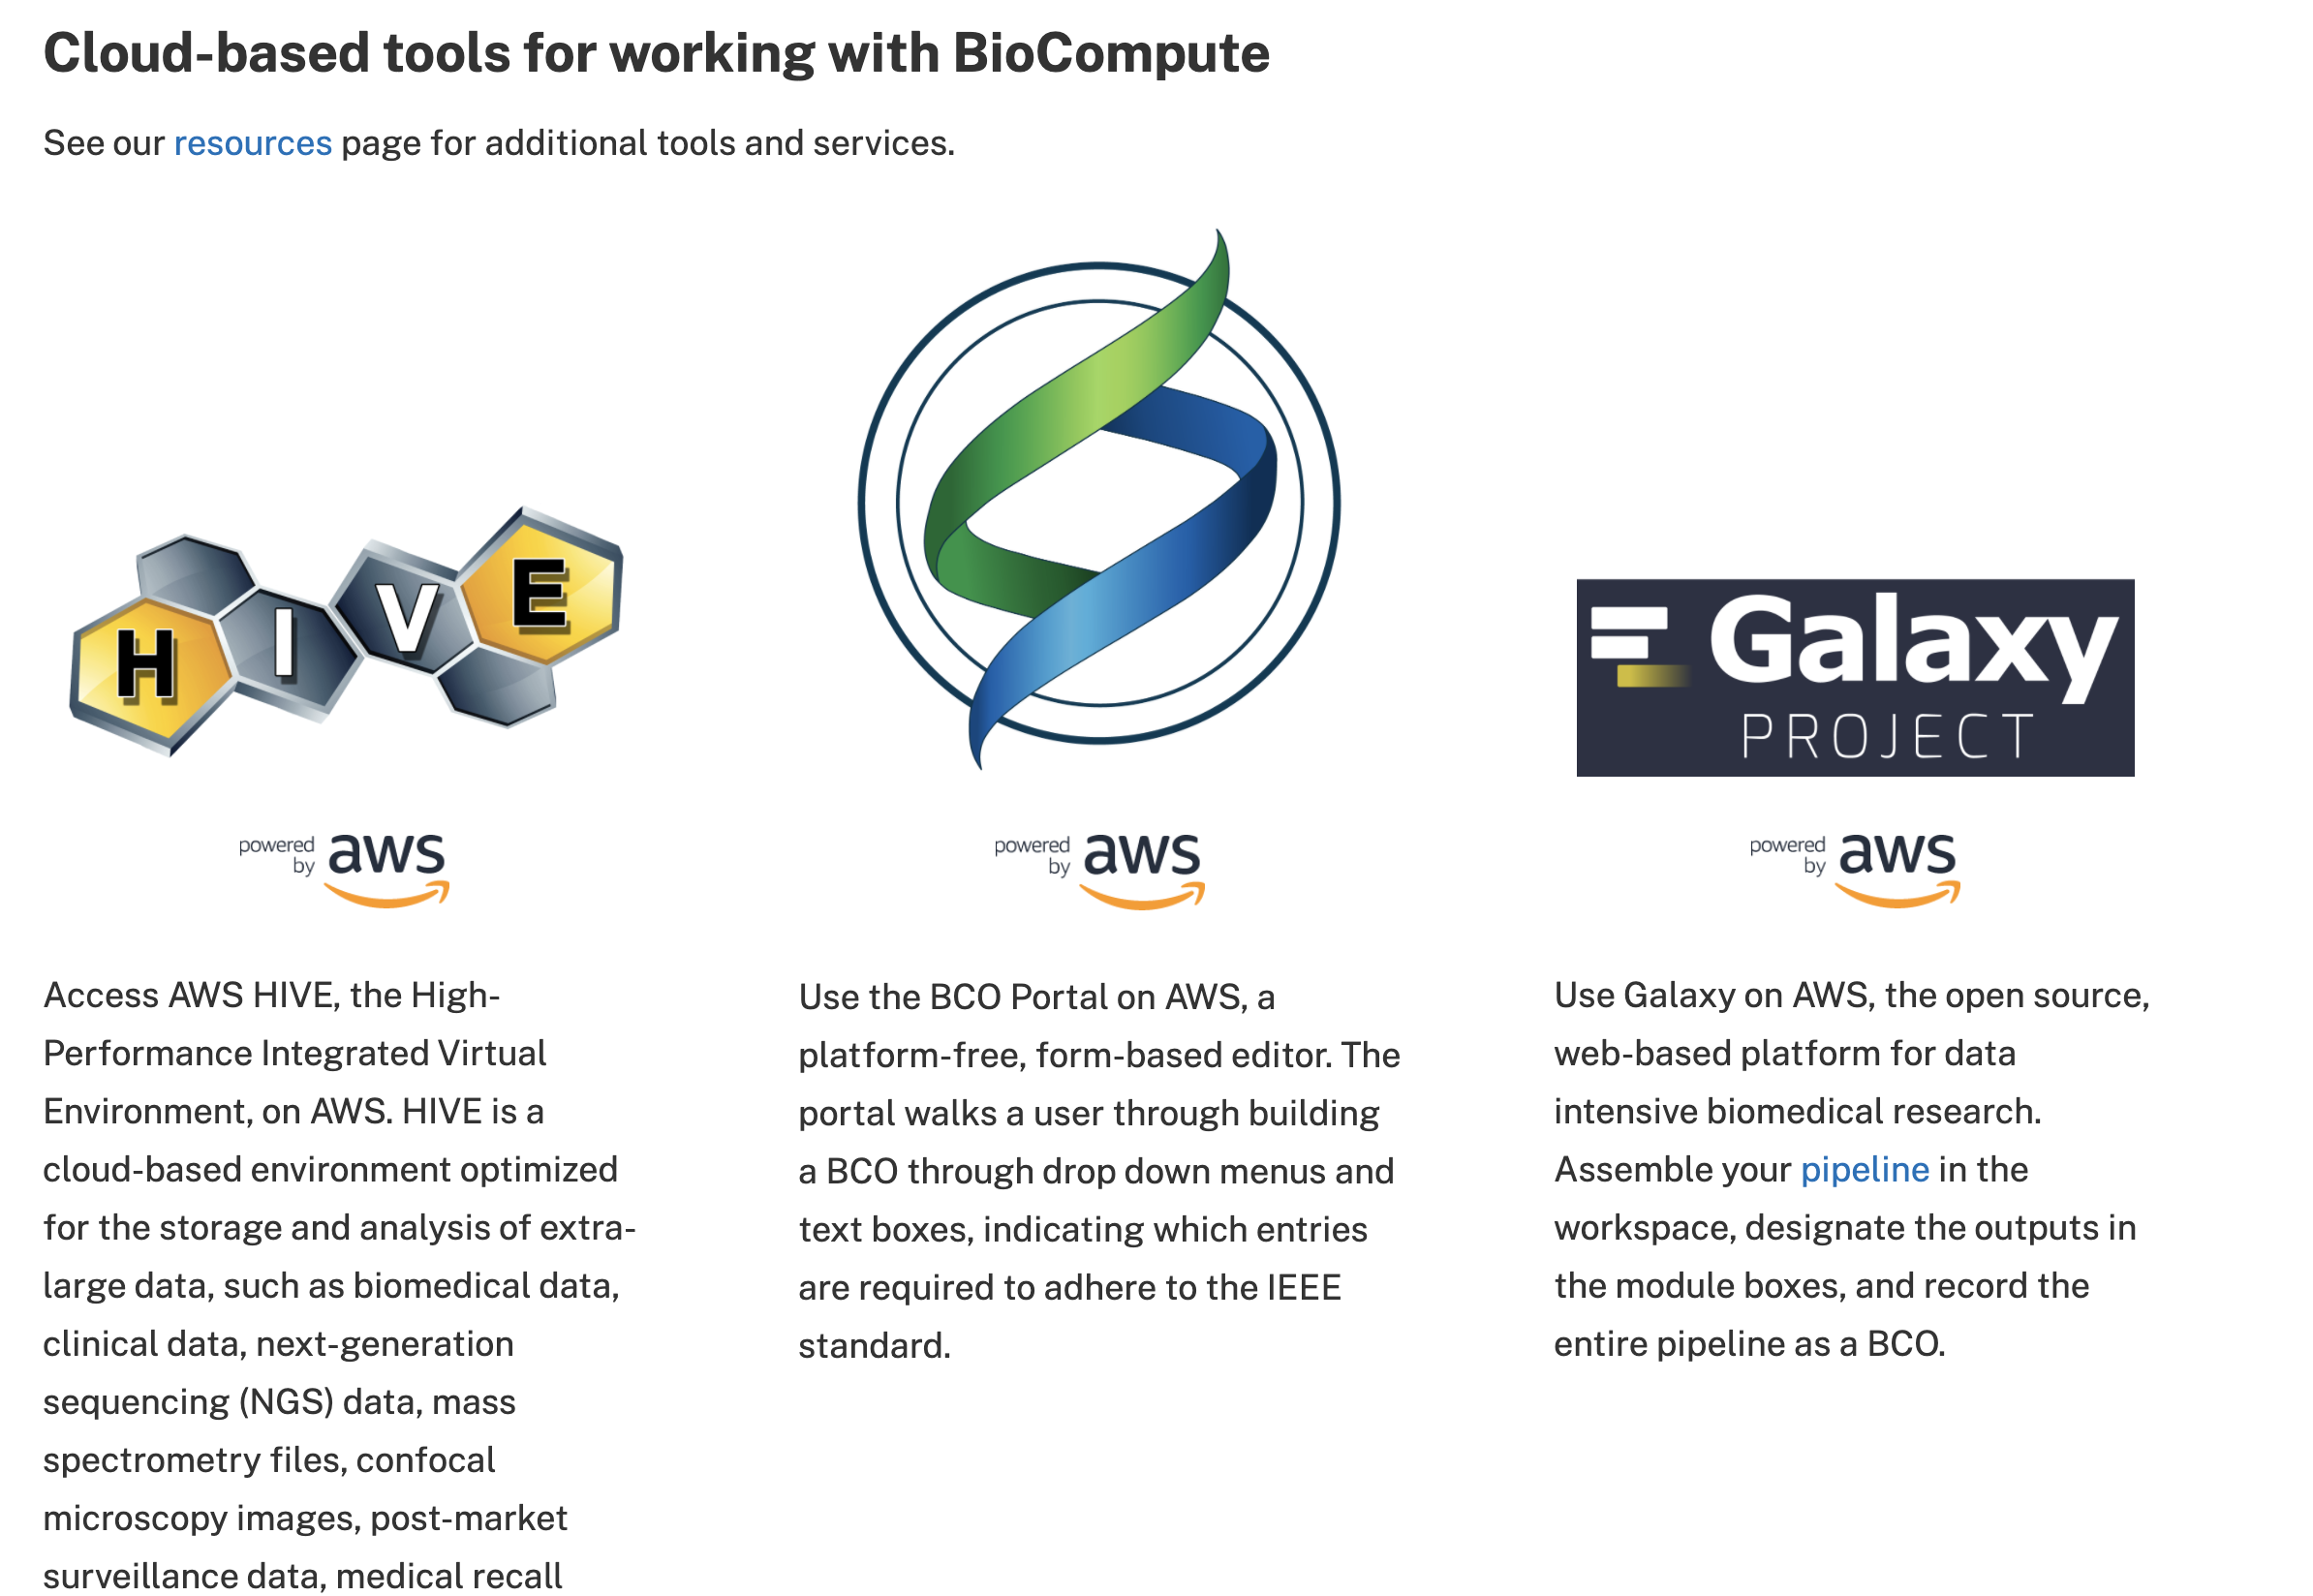 Cloud-based tools for working with BioCompute
See our resources page for additional tools and services.
HIVE
powered by aws
Access AWS HIVE, the High-
Performance Integrated Virtual
Environment, on AWS. HIVE is a
cloud-based environment optimized
for the storage and analysis of extra-
large data, such as biomedical data,
clinical data, next-generation
sequencing (NGS) data, mass
spectrometry files, confocal
microscopy images, post-market
surveillance data, medical recall
powered by aws
Use the BCO Portal on AWS, a
platform-free, form-based editor. The
portal walks a user through building
a BCO through drop down menus and
text boxes, indicating which entries
are required to adhere to the IEEE
standard.
Galaxy
PROJECT
powered by aws
Use Galaxy on AWS, the open source,
web-based platform for data
intensive biomedical research.
Assemble your pipeline in the
workspace, designate the outputs in
the module boxes, and record the
entire pipeline as a BCO.